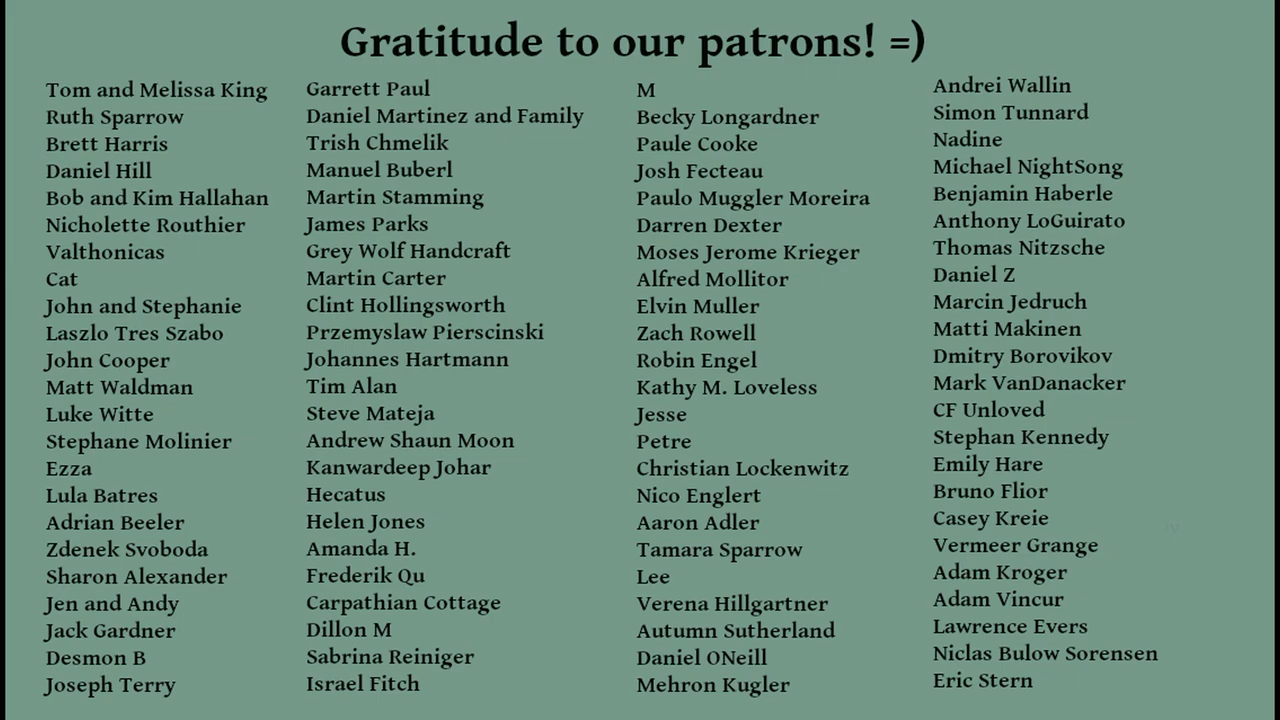 Gratitude to our patrons! =)
Tom and Melissa King
Ruth Sparrow
Brett Harris
Daniel Hill
Bob and Kim Hallahan
Nicholette Routhier
Valthonicas
Cat
John and Stephanie
Laszlo Tres Szabo
John Cooper
Matt Waldman
Luke Witte
Stephane Molinier
Ezza
Lula Batres
Adrian Beeler
Zdenek Svoboda
Sharon Alexander
Jen and Andy
Jack Gardner
Desmon B
Joseph Terry
Garrett Paul
Daniel Martinez and Family
Trish Chmelik
Manuel Buberl
Martin Stamming
James Parks
Grey Wolf Handcraft
Martin Carter
Clint Hollingsworth
Przemyslaw Pierscinski
Johannes Hartmann
Tim Alan
Steve Mateja
Andrew Shaun Moon
Kanwardeep Johar
Hecatus
Helen Jones
Amanda H.
Frederik Qu
Carpathian Cottage
Dillon M
Sabrina Reiniger
Israel Fitch
M
Becky Longardner
Paule Cooke
Josh Fecteau
Paulo Muggler Moreira
Darren Dexter
Moses Jerome Krieger
Alfred Mollitor
Elvin Muller
Zach Rowell
Robin Engel
Kathy M. Loveless
Jesse
Petre
Christian Lockenwitz
Nico Englert
Aaron Adler
Tamara Sparrow
Lee
Verena Hillgartner
Autumn Sutherland
Daniel ONeill
Mehron Kugler
Andrei Wallin
Simon Tunnard
Nadine
Michael NightSong
Benjamin Haberle
Anthony LoGuirato
Thomas Nitzsche
Daniel Z
Marcin Jedruch
Matti Makinen
Dmitry Borovikov
Mark VanDanacker
CF Unloved
Stephan Kennedy
Emily Hare
Bruno Flior
Casey Kreie
Vermeer Grange
Adam Kroger
Adam Vincur
Lawrence Evers
Niclas Bulow Sorensen
Eric Stern